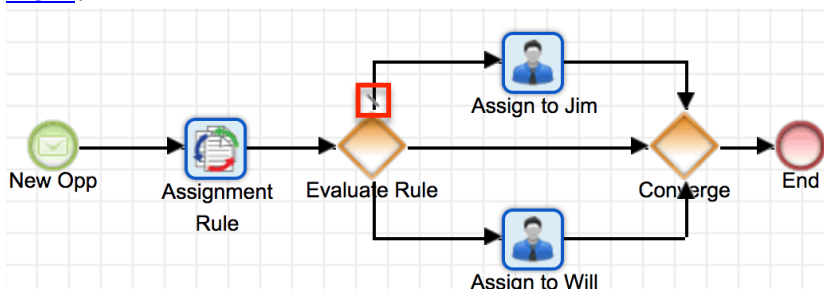 New Opp
Assignment
Rule
Evaluate Rule
Assign to Jim
Assign to Will
Converge
End